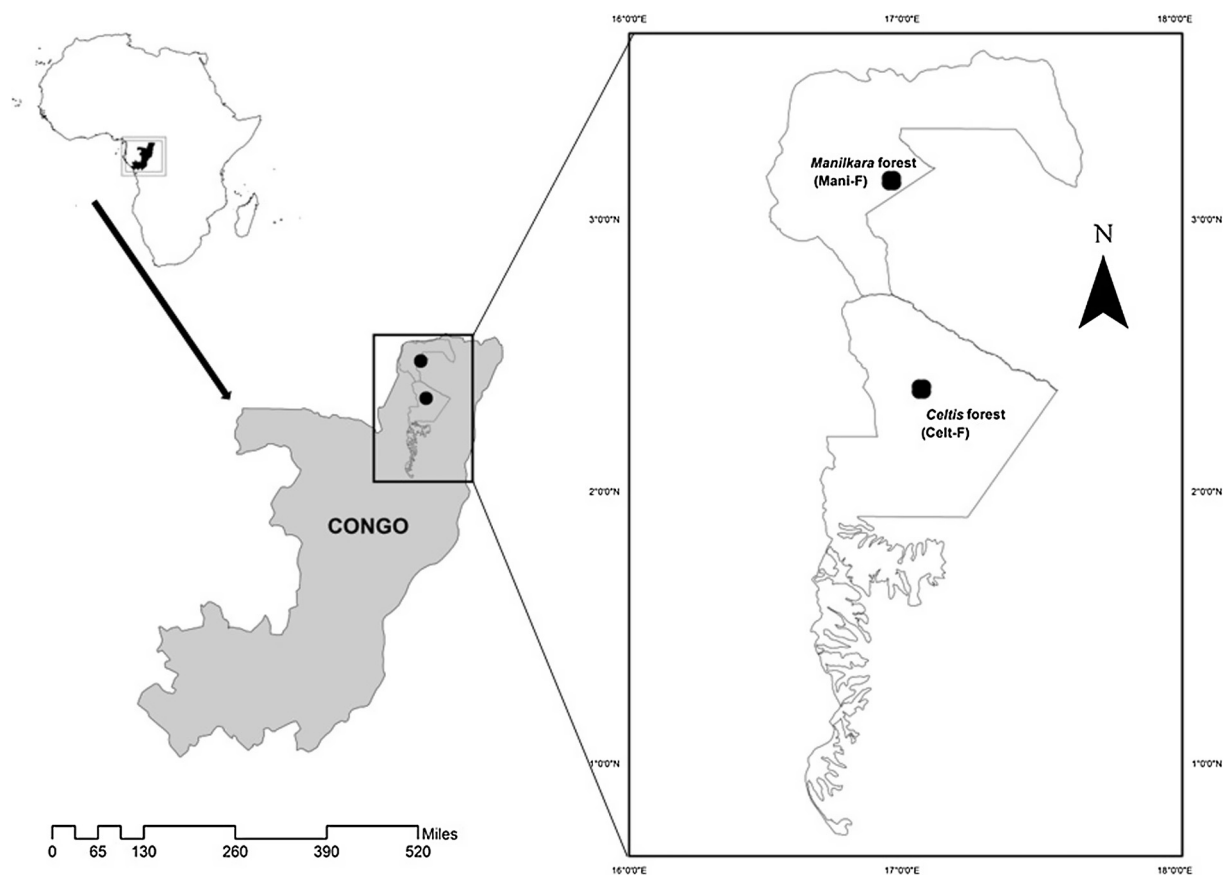 16°0'0"E 17°0'0"E 18°0'0"E
Manilkara forest
(Mani-F)
3°0'0"N 3°0'0"N
N
Celtis forest
(Celt-F)
2°0'0"N 2°0'0"N
CONGO
1°0'0"N 1°0'0"N
Miles
0 65 130 260 390 520
16°0'0"E 17°0'0"E 18°0'0"E